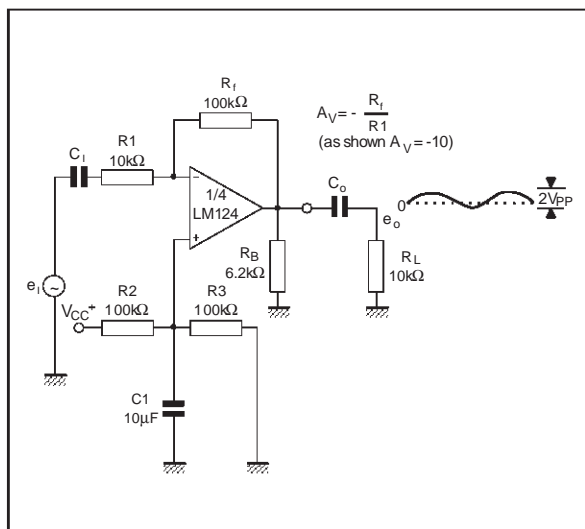 Rf
100kΩ
AV = - Rf
R1
(as shown AV = -10)
R1
10kΩ
CI
1/4
LM124
Co
0
2VPP
eo
RB
6.2kΩ
RL
10kΩ
eI
~
VCC+
R2
100kΩ
R3
100kΩ
C1
10μF